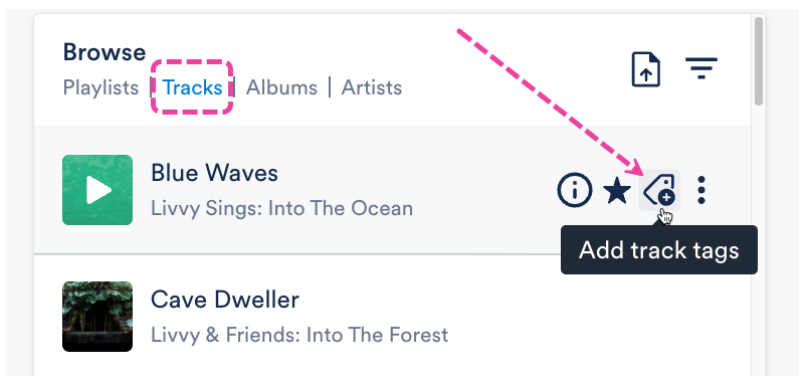 Browse
Playlists | Tracks | Albums | Artists
Blue Waves
Livvy Sings: Into The Ocean
Add track tags
Cave Dweller
Livvy & Friends: Into The Forest